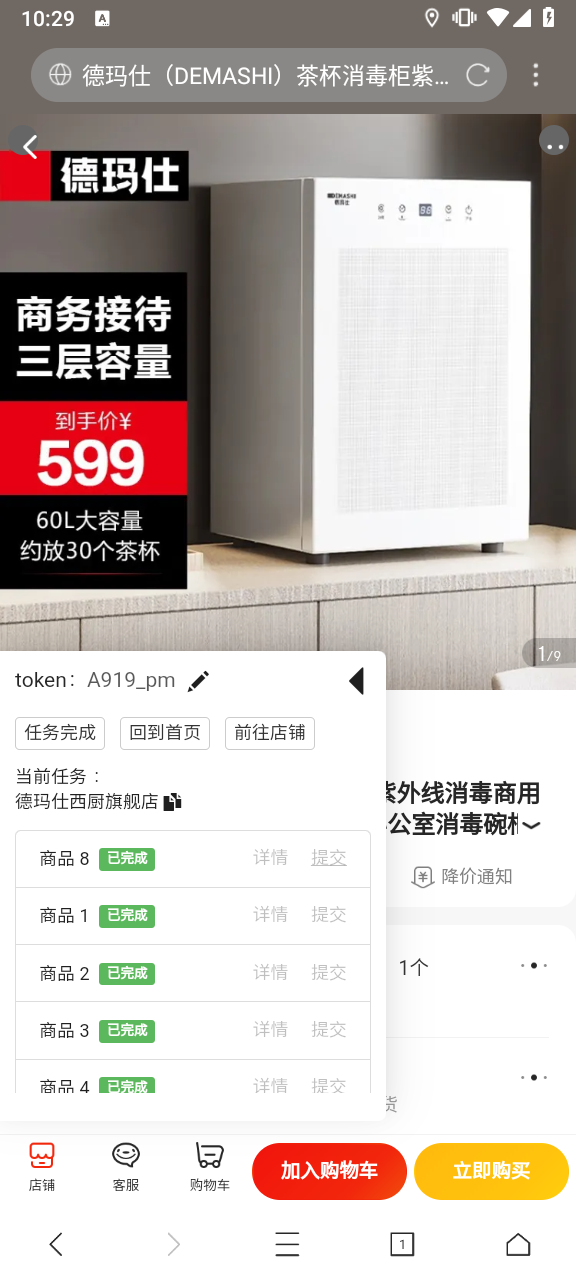 10:29
A
德玛仕（DEMASHI）茶杯消毒柜紫...
德玛仕
DEMASHI
德玛仕
88
商务接待
三层容量
到手价¥
599
60L大容量
约放30个茶杯
1/9
token： A919_pm
任务完成 回到首页 前往店铺
当前任务：
德玛仕西厨旗舰店
紫外线消毒商用
公室消毒碗柜
降价通知
商品 8 已完成 详情 提交
商品 1 已完成 详情 提交
1个
商品 2 已完成 详情 提交
商品 3 已完成 详情 提交
商品 4 已完成 详情 提交
货
店铺 客服 购物车 加入购物车 立即购买
1